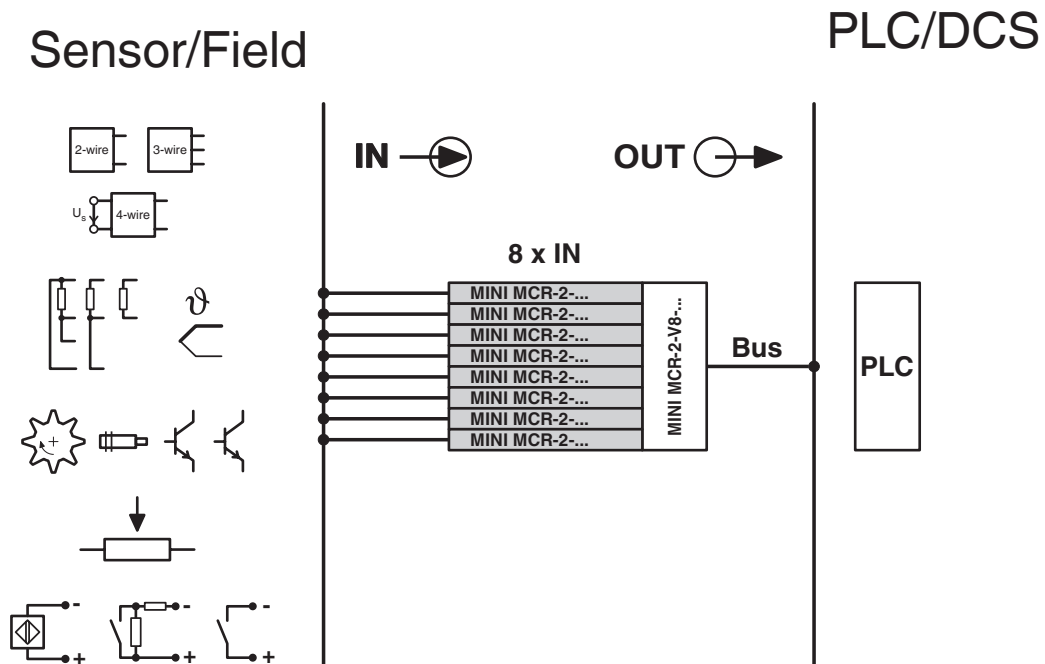 Sensor/Field
PLC/DCS
2-wire
3-wire
IN
OUT
Us
4-wire
8 x IN
MINI MCR-2-...
MINI MCR-2-...
MINI MCR-2-...
MINI MCR-2-...
MINI MCR-2-...
MINI MCR-2-...
MINI MCR-2-...
MINI MCR-2-...
MINI MCR-2-V8-...
Bus
PLC
ϑ
+
-
+
-
+
-
+